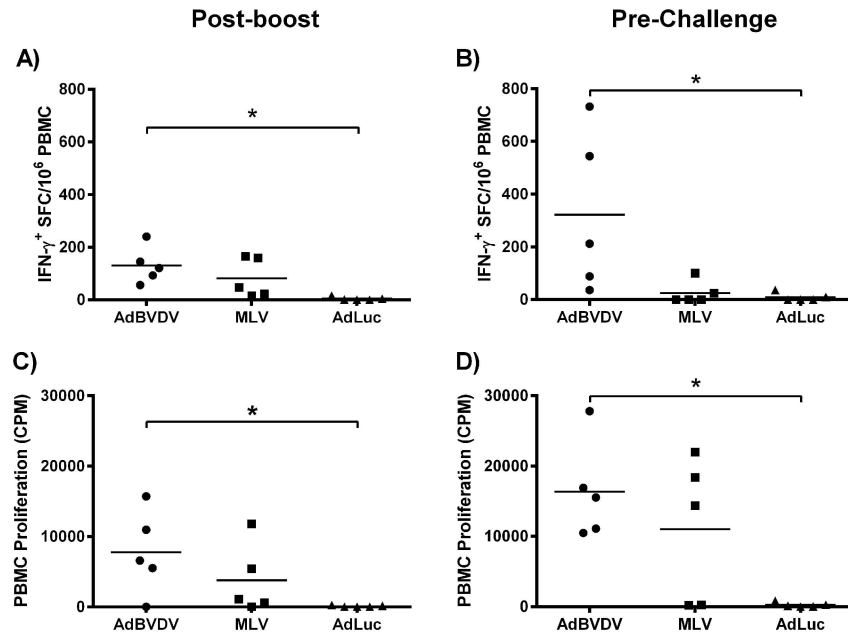 Post-boost
Pre-Challenge
A)
IFN-γ+ SFC/10⁶ PBMC
800
600
400
200
0
*
AdBVDV MLV AdLuc
B)
IFN-γ+ SFC/10⁶ PBMC
800
600
400
200
0
*
AdBVDV MLV AdLuc
C)
PBMC Proliferation (CPM)
30000
20000
10000
0
*
AdBVDV MLV AdLuc
D)
PBMC Proliferation (CPM)
30000
20000
10000
0
*
AdBVDV MLV AdLuc